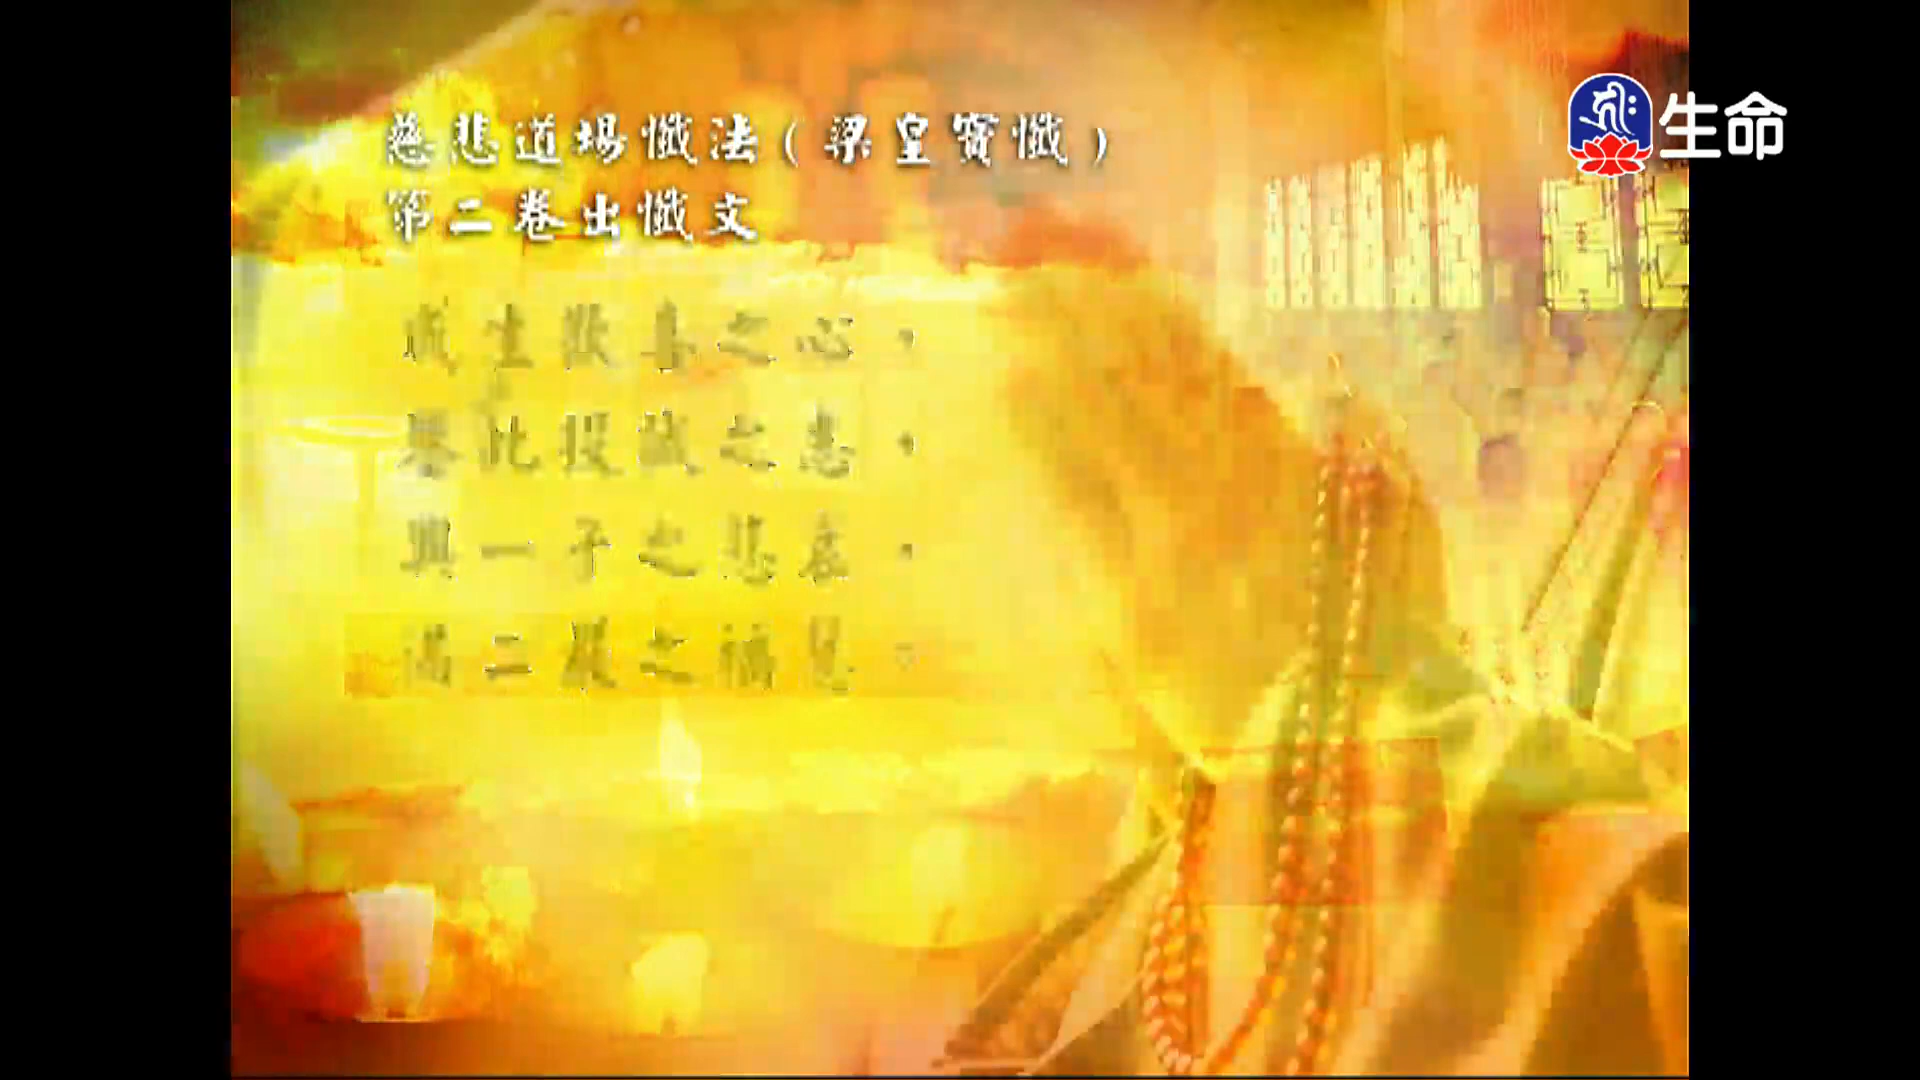 生命
慈悲道場懺法(梁皇寶懺)
第二卷出懺文
咸生歡喜之心,
此投誠之,
興一子之悲哀,
滿二嚴之福慧。